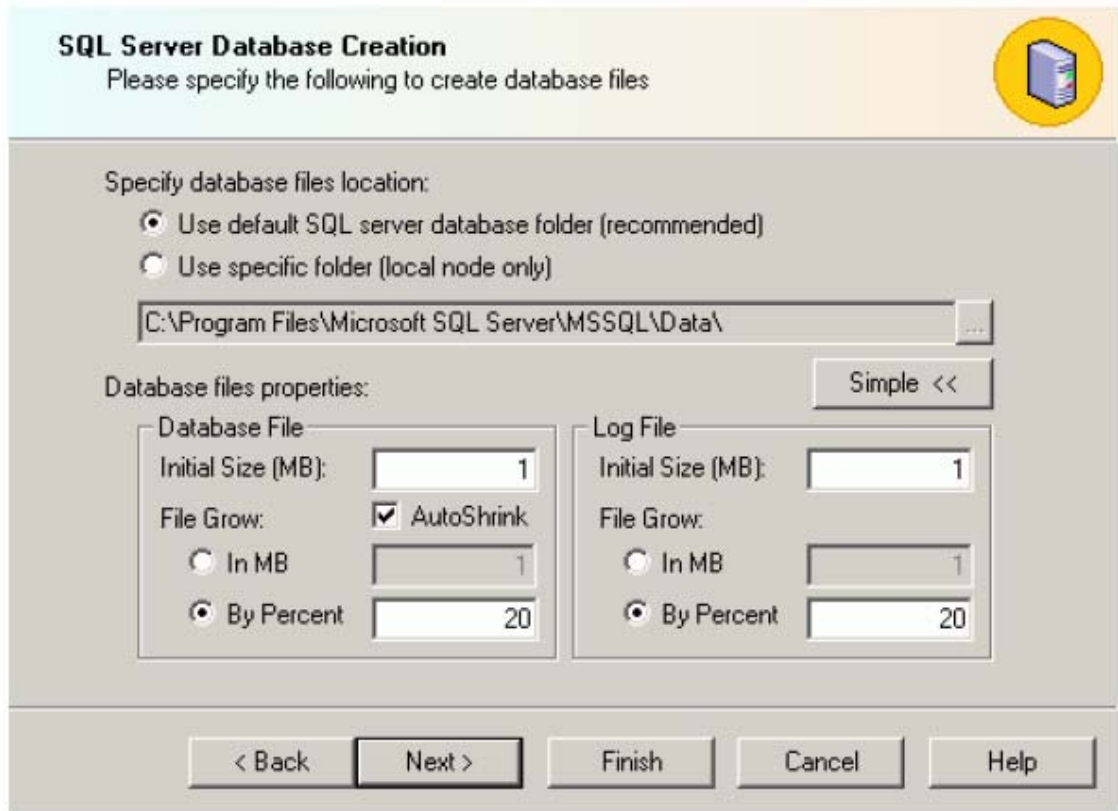 SQL Server Database Creation
Please specify the following to create database files
Specify database files location:
Use default SQL server database folder (recommended)
Use specific folder (local node only)
C:\Program Files\Microsoft SQL Server\MSSQL\Data\ ...
Database files properties:
Simple <<
Database File
Initial Size (MB): 1
File Grow: AutoShrink
In MB 1
By Percent 20
Log File
Initial Size (MB): 1
File Grow:
In MB 1
By Percent 20
< Back Next > Finish Cancel Help